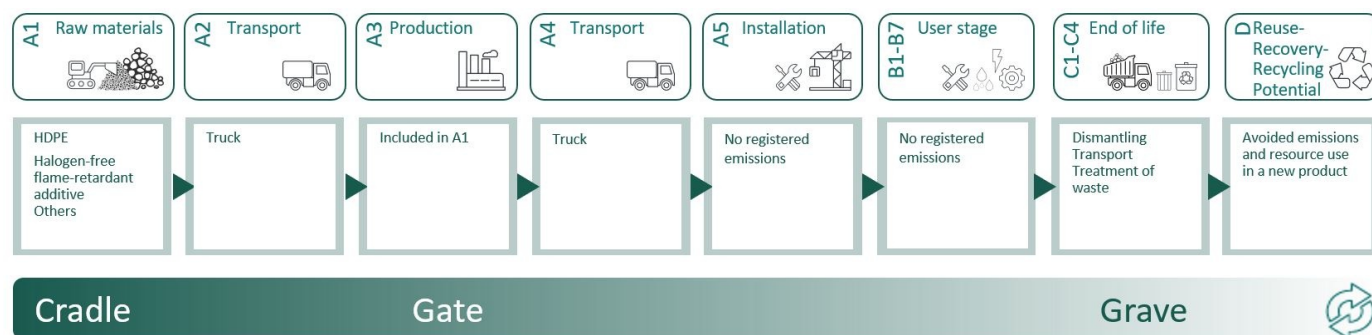 A1 Raw materials
A2 Transport
A3 Production
A4 Transport
A5 Installation
B1-B7 User stage
C1-C4 End of life
D Reuse-
Recovery-
Recycling
Potential
HDPE
Halogen-free
flame-retardant
additive
Others
Truck
Included in A1
Truck
No registered
emissions
No registered
emissions
Dismantling
Transport
Treatment of
waste
Avoided emissions
and resource use
in a new product
Cradle
Gate
Grave